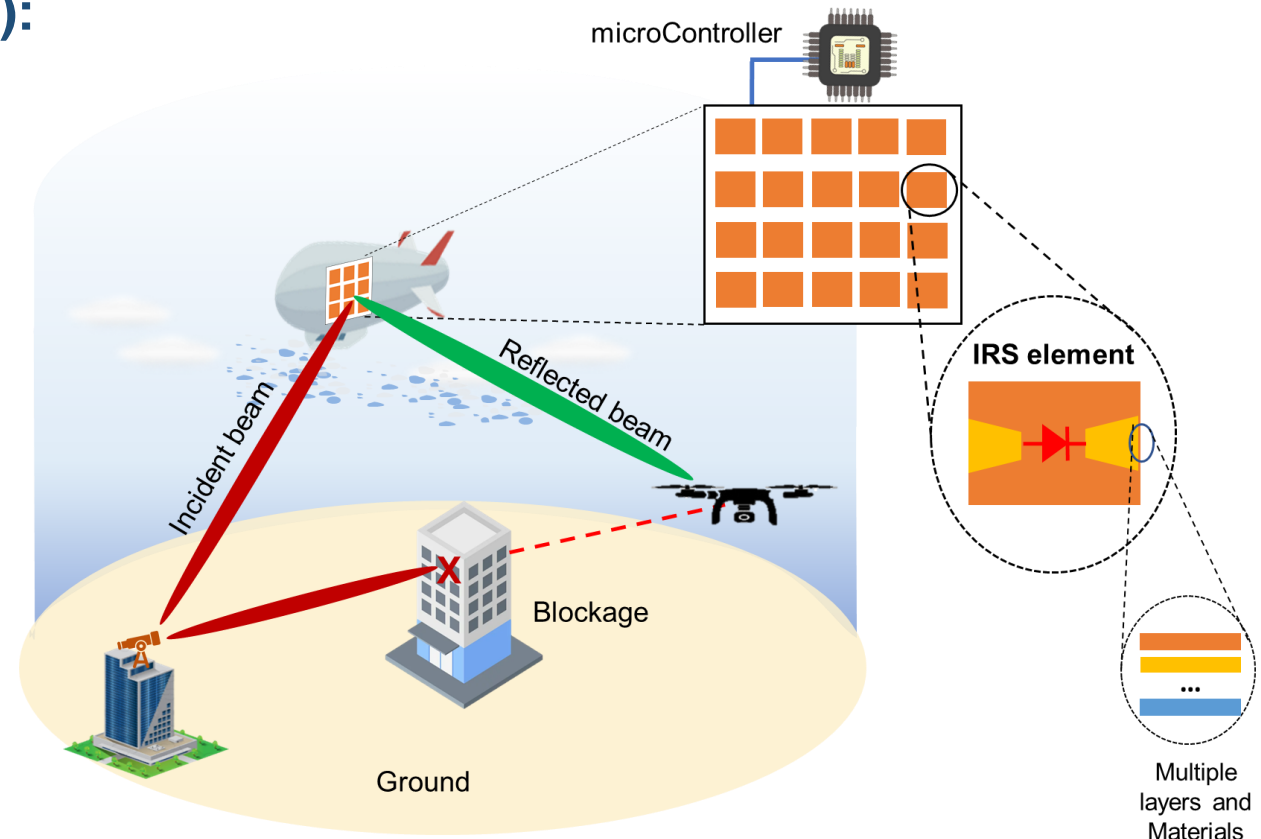 ):
microController
IRS element
Reflected beam
Incident beam
X
Blockage
Ground
...
Multiple
layers and
Materials